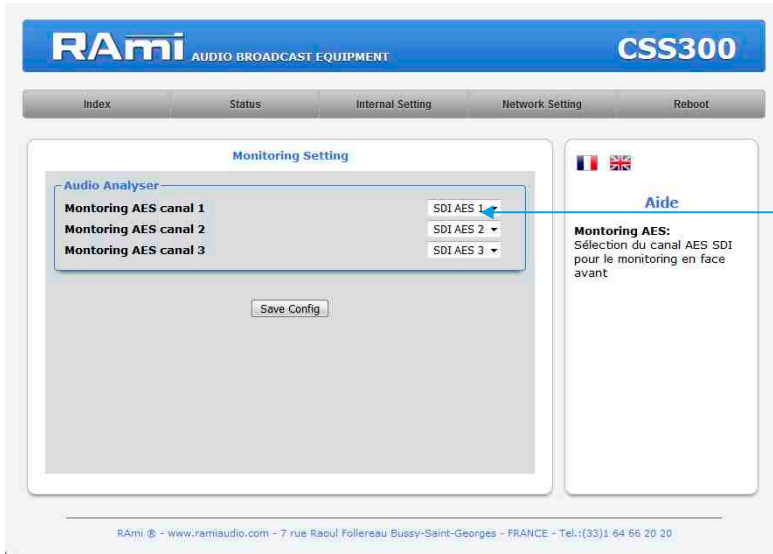 RAmi AUDIO BROADCAST EQUIPMENT
CSS300
Index Status Internal Setting Network Setting Reboot
Monitoring Setting
Audio Analyser
Montoring AES canal 1 SDI AES 1
Montoring AES canal 2 SDI AES 2
Montoring AES canal 3 SDI AES 3
Save Config
Aide
Montoring AES:
Sélection du canal AES SDI
pour le monitoring en face
avant
RAmi ® - www.ramiaudio.com - 7 rue Raoul Follereau Bussy-Saint-Georges - FRANCE - Tel.:(33)1 64 66 20 20